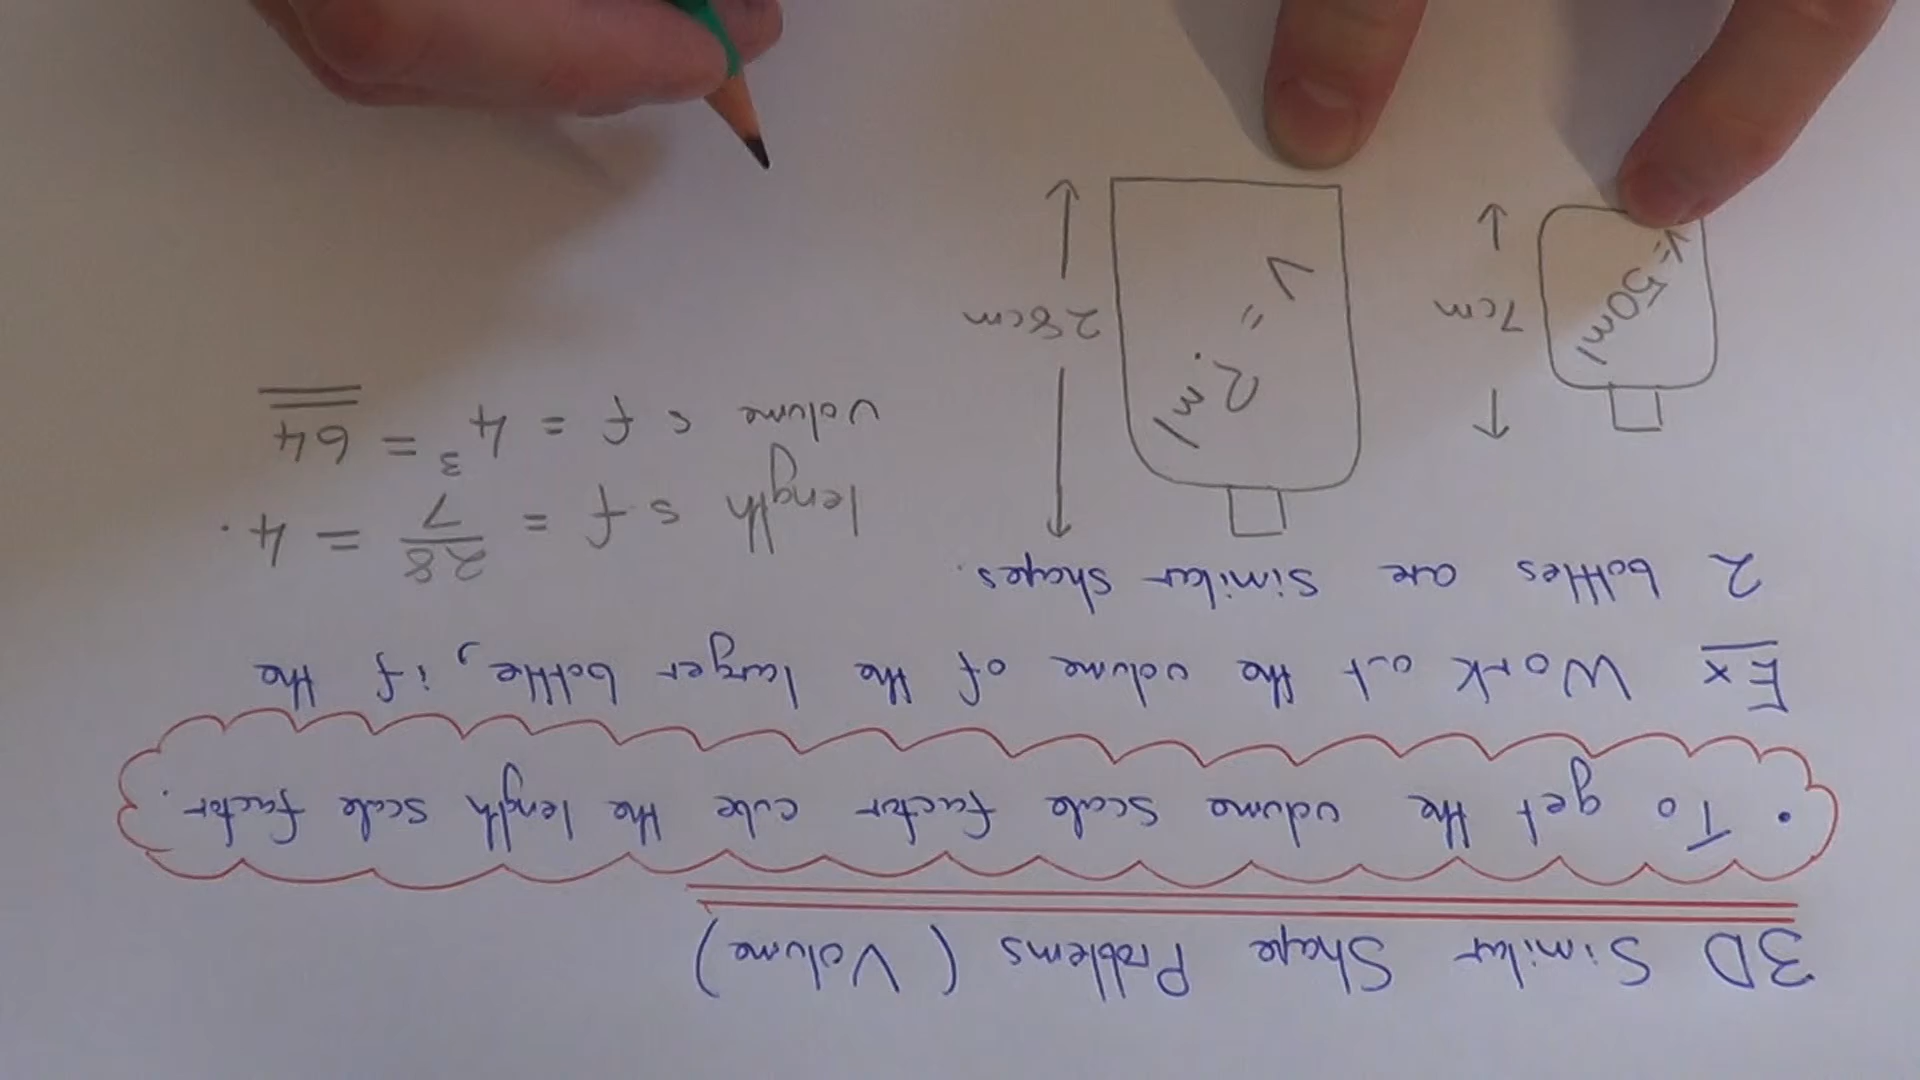 3D Similar Shape Problems (Volume)
• To get the volume scale factor cube the length scale factor.
Ex Work out the volume of the larger bottle, if the
2 bottles are similar shapes.
7cm
V= 50ml
28cm
V = ? ml
length sf = 28/7 = 4.
volume sf = 4³ = 64